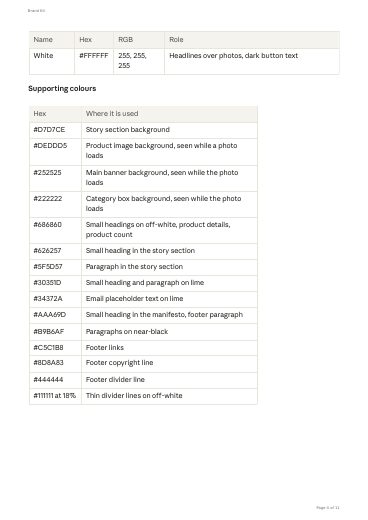 Brand Kit
Name Hex RGB Role
White #FFFFFF 255, 255, 255 Headlines over photos, dark button text
Supporting colours
Hex Where it is used
#D7D7CE Story section background
#DEDDD5 Product image background, seen while a photo
loads
#252525 Main banner background, seen while the photo
loads
#222222 Category box background, seen while the photo
loads
#686860 Small headings on off-white, product details,
product count
#626257 Small heading in the story section
#5F5D57 Paragraph in the story section
#30351D Small heading and paragraph on lime
#34372A Email placeholder text on lime
#AAA69D Small heading in the manifesto, footer paragraph
#B9B6AF Paragraphs on near-black
#C5C1B8 Footer links
#8D8A83 Footer copyright line
#444444 Footer divider line
#111111 at 18% Thin divider lines on off-white